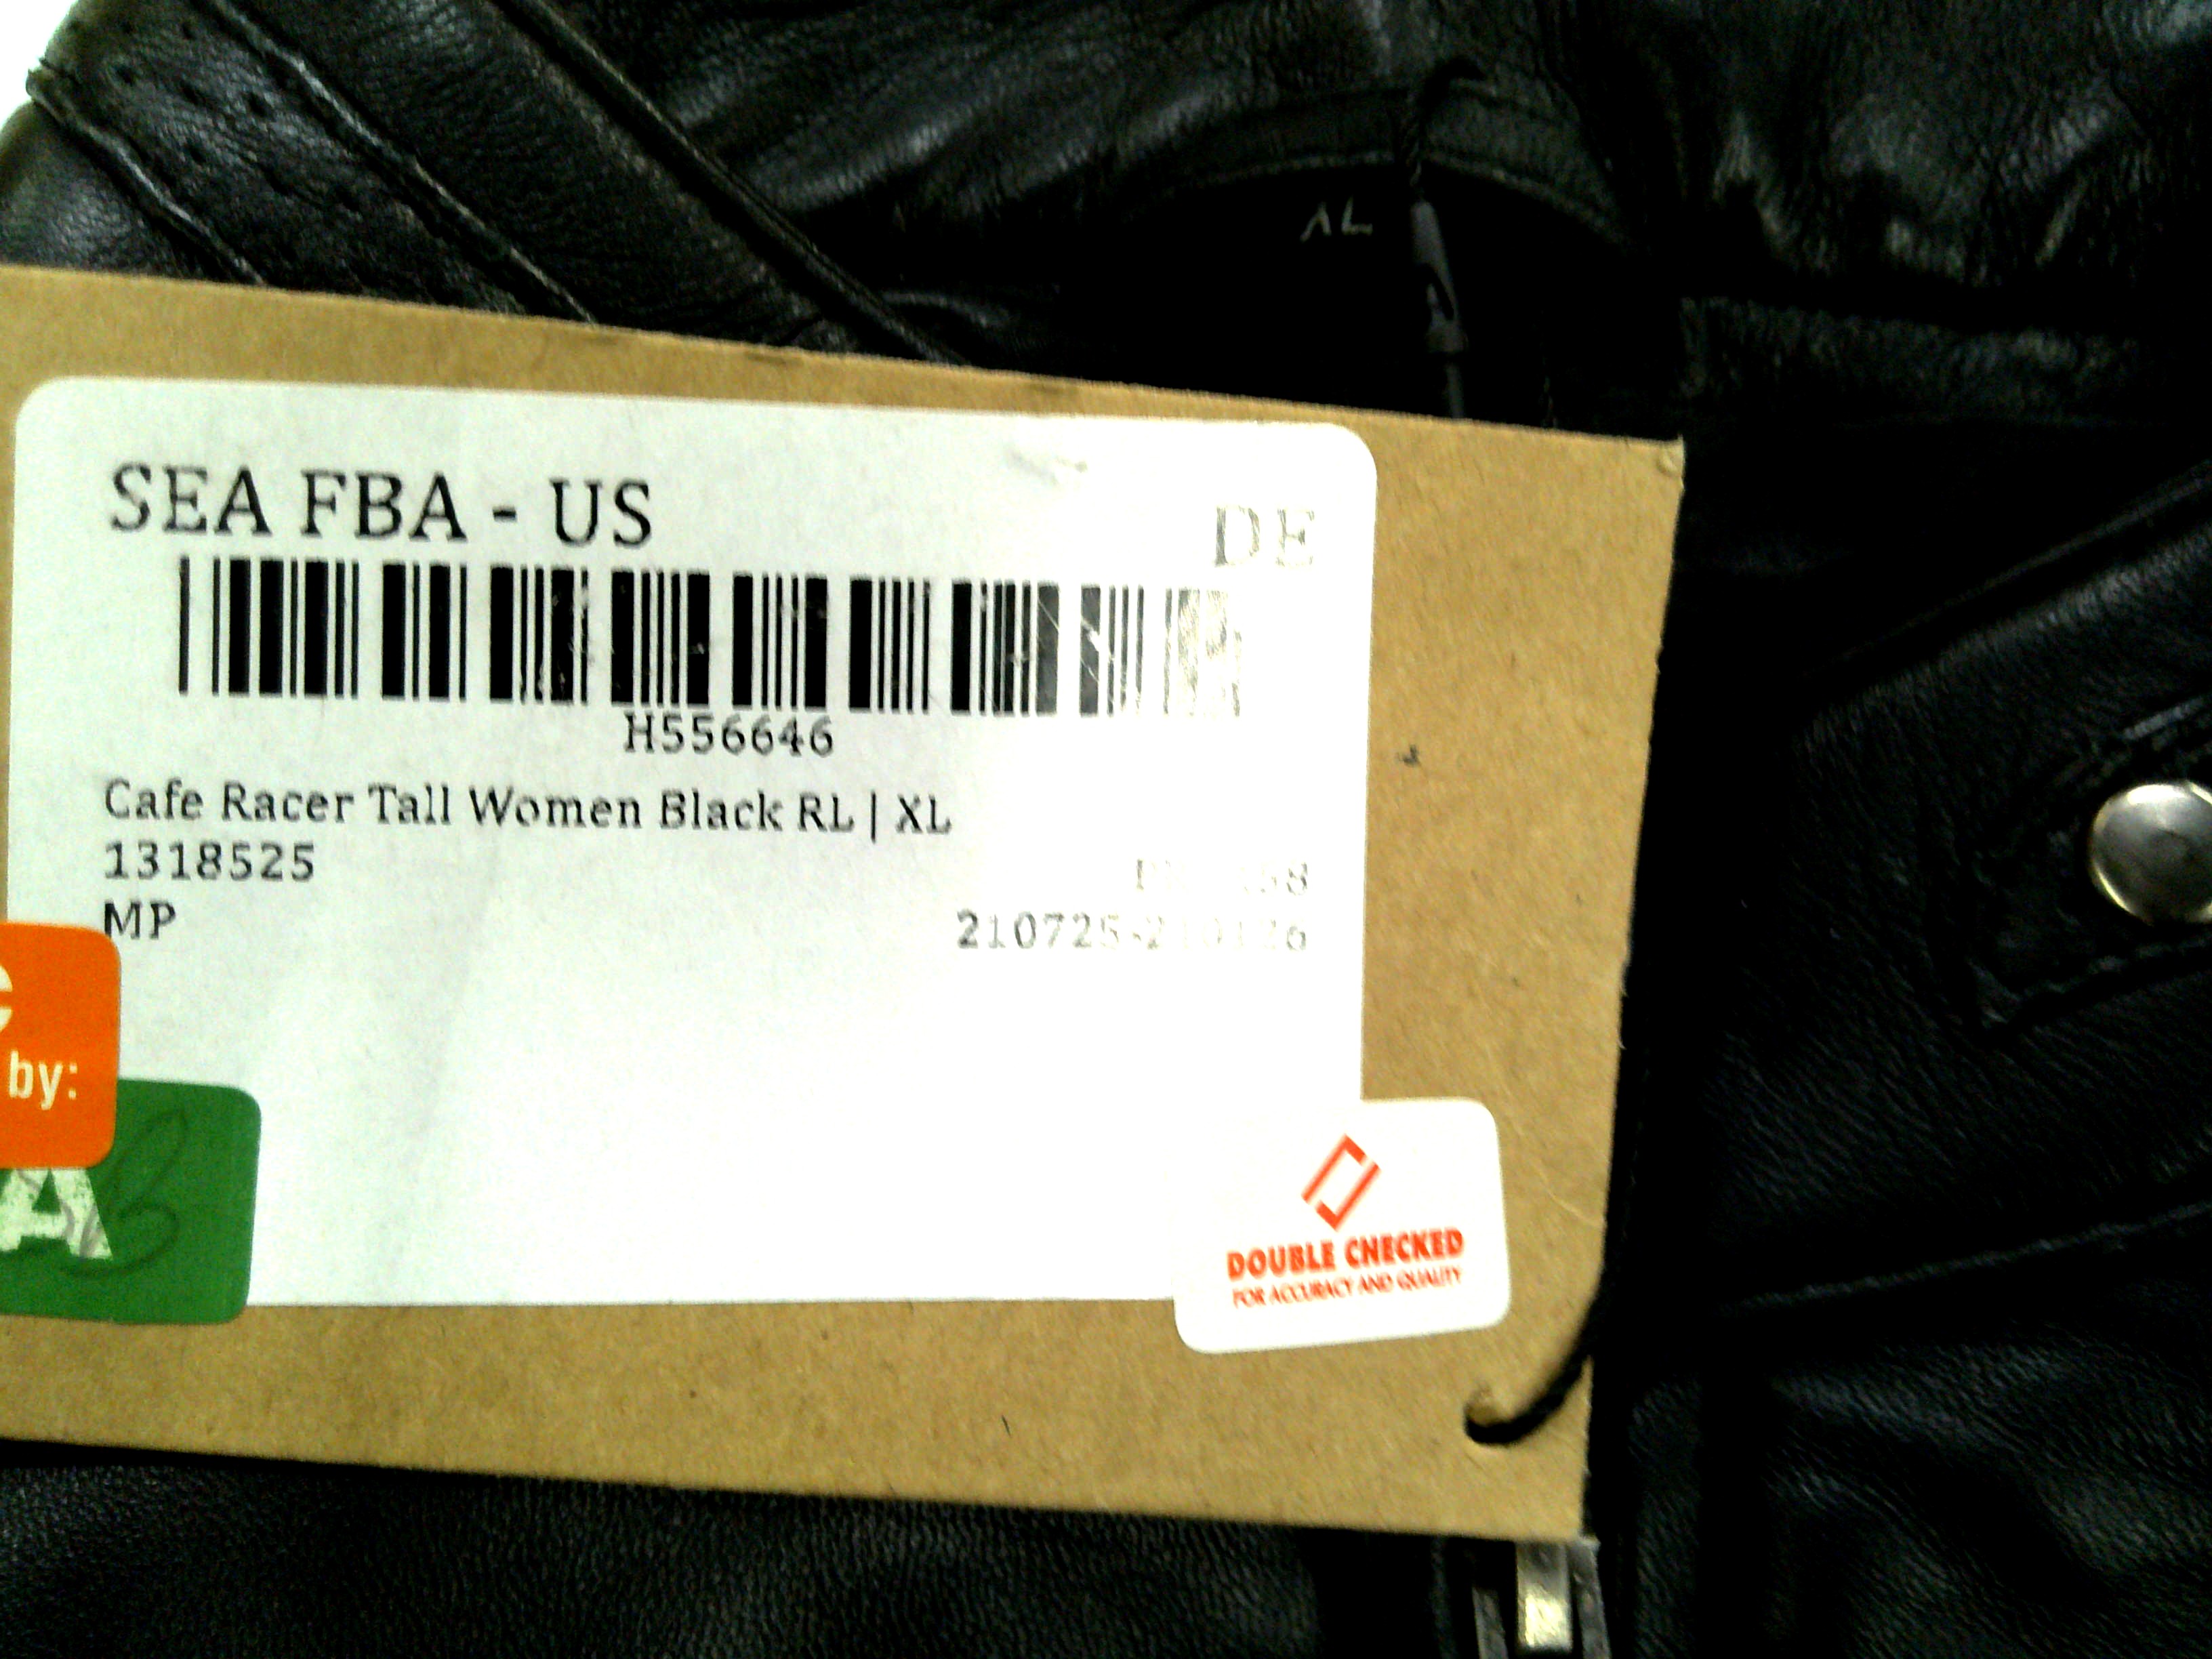 XL
SEA FBA - US
DE
H556646
Cafe Racer Tall Women Black RL | XL
1318525
MP
by:
A
DOUBLE CHECKED
FOR ACCURACY AND QUALITY